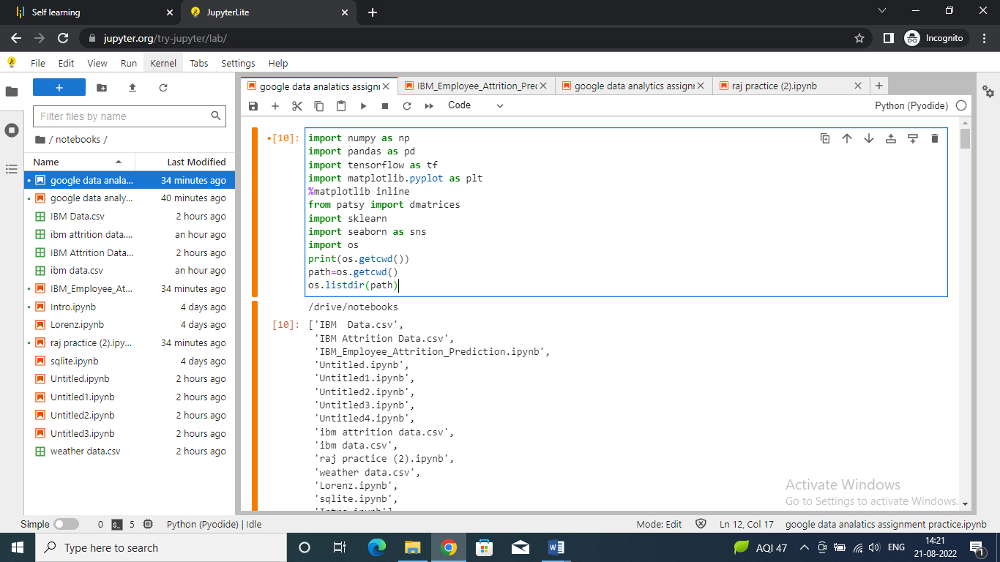 Self learning
JupyterLite
jupyter.org/try-jupyter/lab/
Incognito
File Edit View Run Kernel Tabs Settings Help
google data analatics assignı
IBM_Employee_Attrition_Pred
google data analytics assignı
raj practice (2).ipynb
Code
Python (Pyodide)
Filter files by name
/ notebooks /
Name Last Modified
google data anala... 34 minutes ago
google data analy... 40 minutes ago
IBM Data.csv 2 hours ago
ibm attrition data.... an hour ago
IBM Attrition Data... 2 hours ago
ibm data.csv an hour ago
IBM_Employee_At... 34 minutes ago
Intro.ipynb 4 days ago
Lorenz.ipynb 4 days ago
raj practice (2).ipy... 34 minutes ago
sqlite.ipynb 4 days ago
Untitled.ipynb 2 hours ago
Untitled1.ipynb 2 hours ago
Untitled2.ipynb 2 hours ago
Untitled3.ipynb 2 hours ago
weather data.csv 2 hours ago
[10]: import numpy as np
import pandas as pd
import tensorflow as tf
import matplotlib.pyplot as plt
%matplotlib inline
from patsy import dmatrices
import sklearn
import seaborn as sns
import os
print(os.getcwd())
path=os.getcwd()
os.listdir(path)
/drive/notebooks
[10]: ['IBM  Data.csv',
'IBM Attrition Data.csv',
'IBM_Employee_Attrition_Prediction.ipynb',
'Untitled.ipynb',
'Untitled1.ipynb',
'Untitled2.ipynb',
'Untitled3.ipynb',
'Untitled4.ipynb',
'ibm attrition data.csv',
'ibm data.csv',
'raj practice (2).ipynb',
'weather data.csv',
'Lorenz.ipynb',
'sqlite.ipynb',
Activate Windows
Go to Settings to activate Windows.
Simple 0 5 Python (Pyodide) | Idle
Mode: Edit Ln 12, Col 17 google data analatics assignment practice.ipynb
Type here to search
AQI 47 ENG
14:21
21-08-2022
1